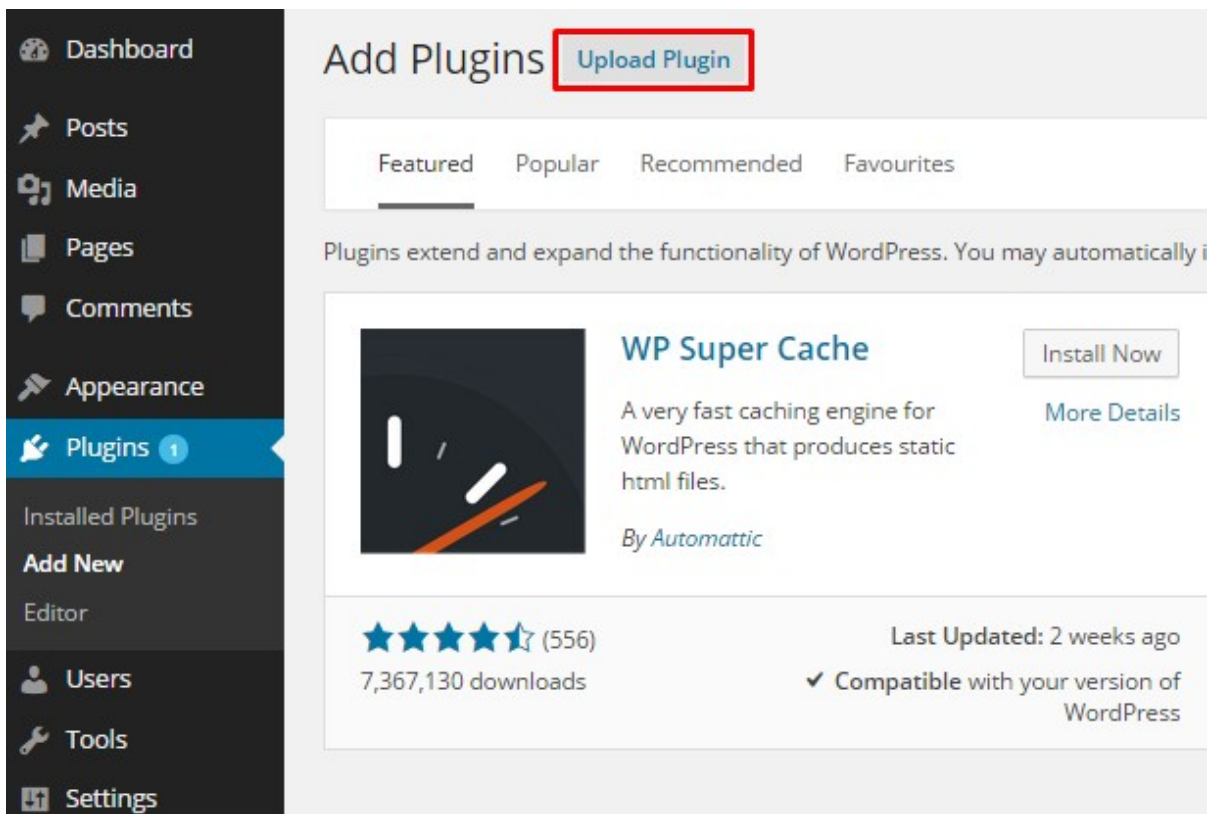 Dashboard
Posts
Media
Pages
Comments
Appearance
Plugins 1
Installed Plugins
Add New
Editor
Users
Tools
Settings
Add Plugins Upload Plugin
Featured Popular Recommended Favourites
Plugins extend and expand the functionality of WordPress. You may automatically
WP Super Cache
Install Now
A very fast caching engine for
More Details
WordPress that produces static
html files.
By Automattic
(556)
Last Updated: 2 weeks ago
7,367,130 downloads
✔ Compatible with your version of
WordPress